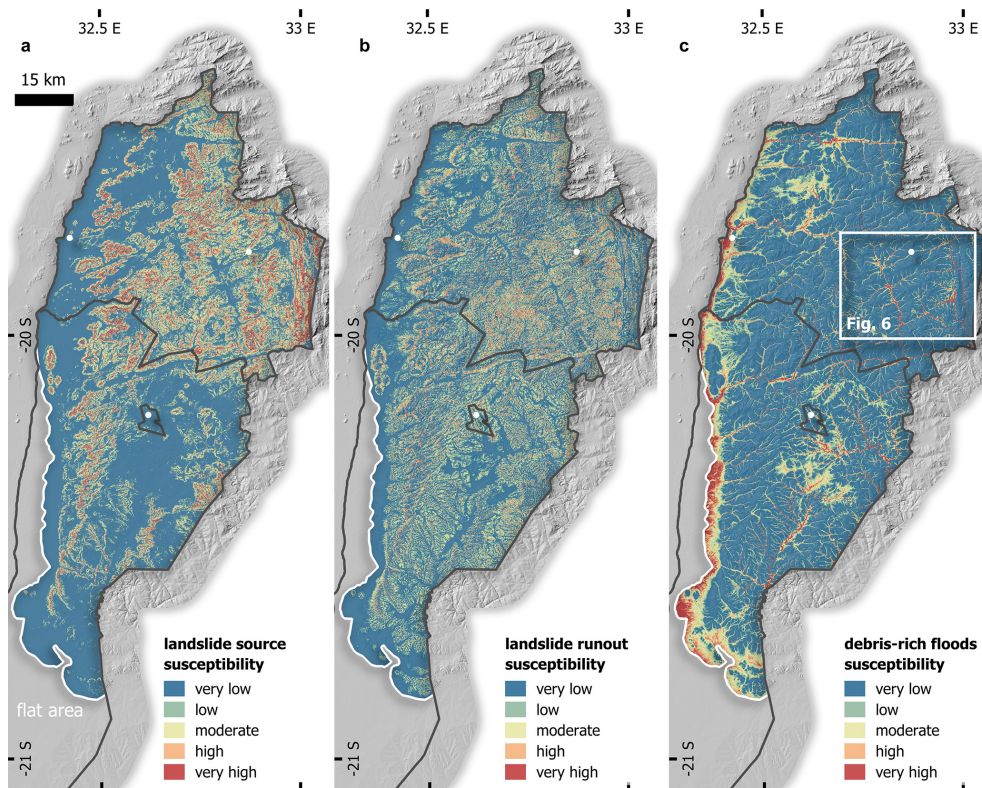 32.5 E
33 E
32.5 E
33 E
32.5 E
33 E
a
b
c
15 km
-20 S
-20 S
-20 S
Fig. 6
flat area
-21 S
-21 S
-21 S
landslide source
susceptibility
very low
low
moderate
high
very high
landslide runout
susceptibility
very low
low
moderate
high
very high
debris-rich floods
susceptibility
very low
low
moderate
high
very high